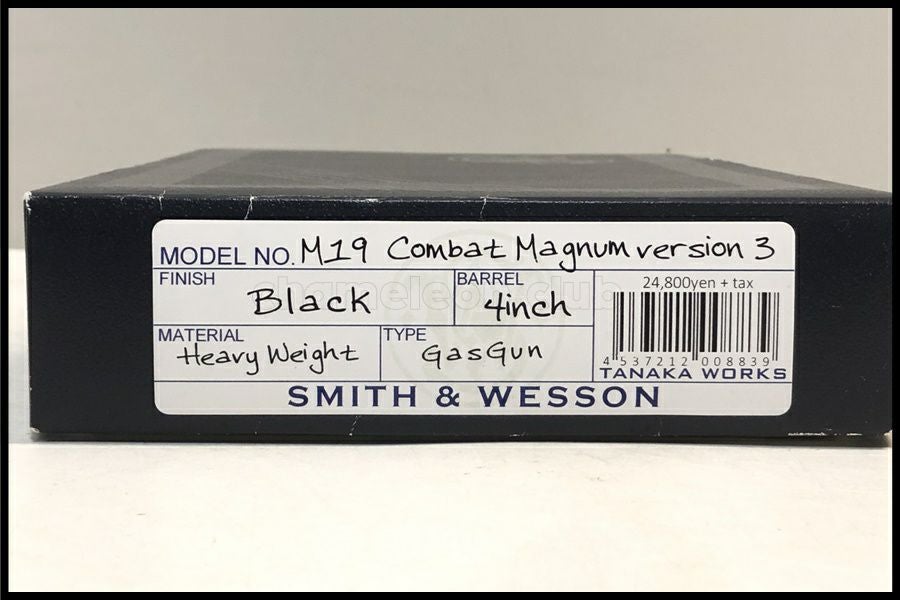 MODEL NO. M19 Combat Magnum version 3
FINISH
Black
BARREL
4inch
24,800yen + tax
MATERIAL
Heavy Weight
TYPE
GasGun
4 537212 008839
TANAKA WORKS
SMITH & WESSON